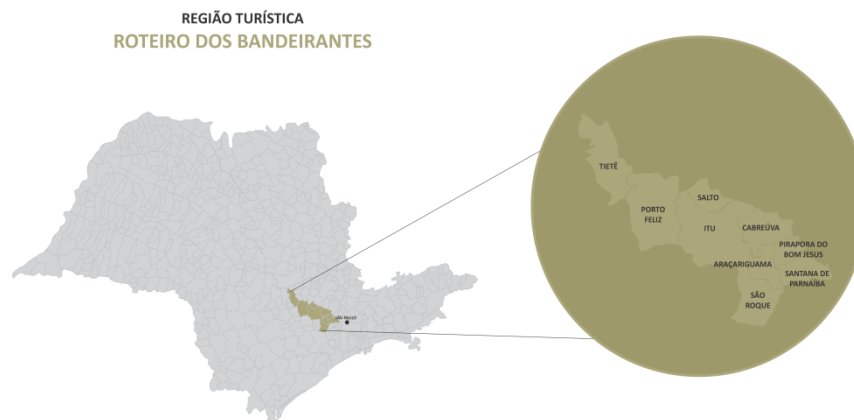 REGIÃO TURÍSTICA
ROTEIRO DOS BANDEIRANTES
TIETÊ
SALTO
PORTO
FELIZ
ITU
CABREÚVA
PIRAPORA DO
BOM JESUS
ARAÇARIGUAMA
SANTANA DE
PARNAÍBA
SÃO
ROQUE
SÃO PAULO